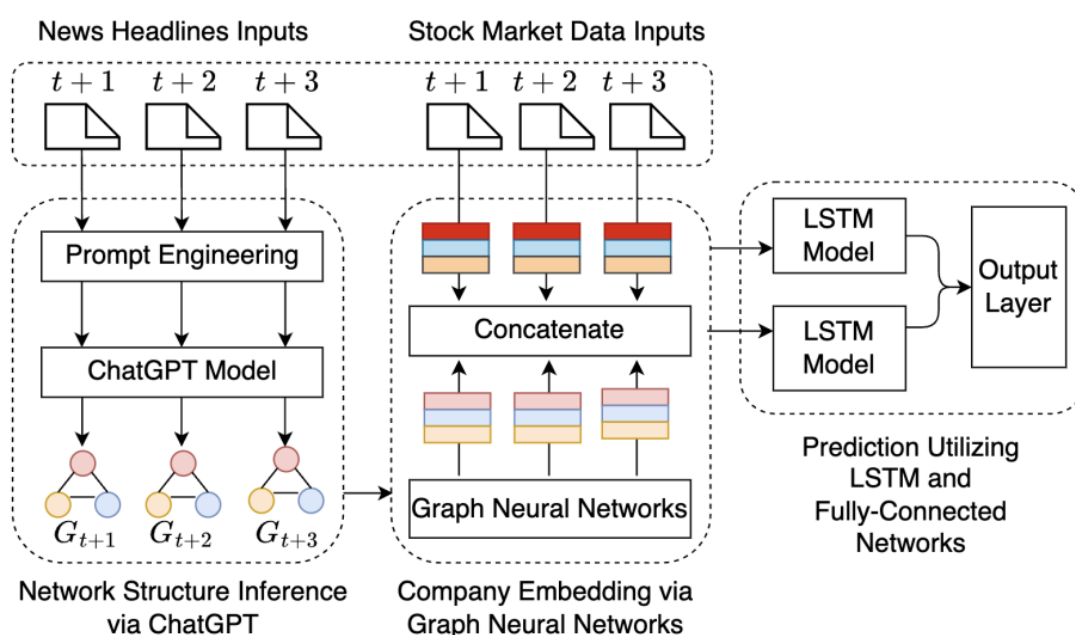 News Headlines Inputs
Stock Market Data Inputs
t + 1
t + 2
t + 3
t + 1
t + 2
t + 3
Prompt Engineering
ChatGPT Model
G_{t+1}
G_{t+2}
G_{t+3}
Network Structure Inference
via ChatGPT
Concatenate
Graph Neural Networks
Company Embedding via
Graph Neural Networks
LSTM
Model
LSTM
Model
Output
Layer
Prediction Utilizing
LSTM and
Fully-Connected
Networks